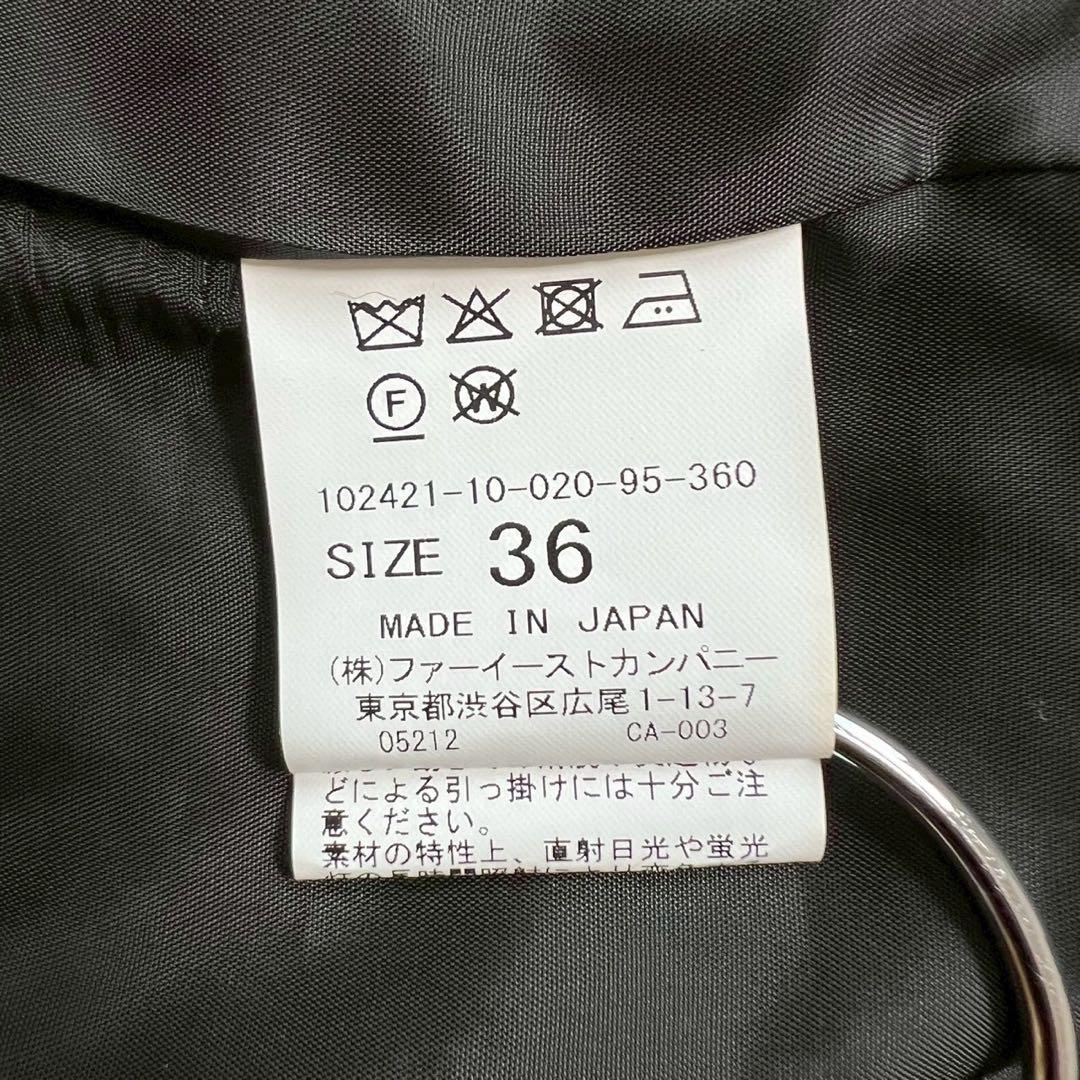 F
W
102421-10-020-95-360
SIZE 36
MADE IN JAPAN
(株)ファーイーストカンパニー
東京都渋谷区広尾1-13-7
05212 CA-003
どによる引っ掛けには十分ご注
意ください。
素材の特性上、直射日光や蛍光